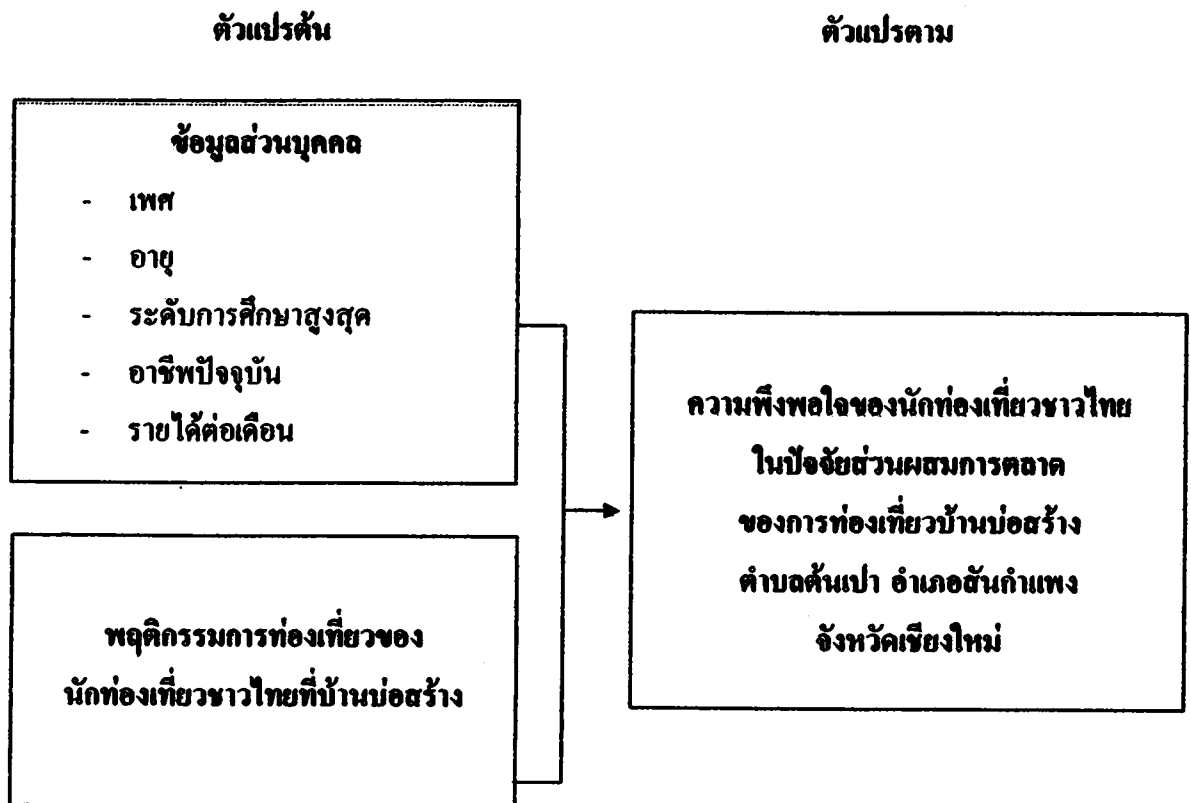 ตัวแปรต้น
ตัวแปรตาม
ข้อมูลส่วนบุคคล
- เพศ
- อายุ
- ระดับการศึกษาสูงสุด
- อาชีพปัจจุบัน
- รายได้ต่อเดือน
พฤติกรรมการท่องเที่ยวของ
นักท่องเที่ยวชาวไทยที่บ้านบ่อสร้าง
ความพึงพอใจของนักท่องเที่ยวชาวไทย
ในปัจจัยส่วนผสมการตลาด
ของการท่องเที่ยวบ้านบ่อสร้าง
ตำบลต้นเปา อำเภอสันกำแพง
จังหวัดเชียงใหม่